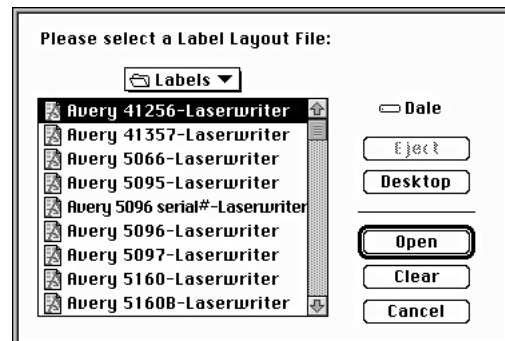 Please select a Label Layout File:
Labels
Avery 41256-Laserwriter
Avery 41357-Laserwriter
Avery 5066-Laserwriter
Avery 5095-Laserwriter
Avery 5096 serial#-Laserwriter
Avery 5096-Laserwriter
Avery 5097-Laserwriter
Avery 5160-Laserwriter
Avery 5160B-Laserwriter
Dale
Eject
Desktop
Open
Clear
Cancel